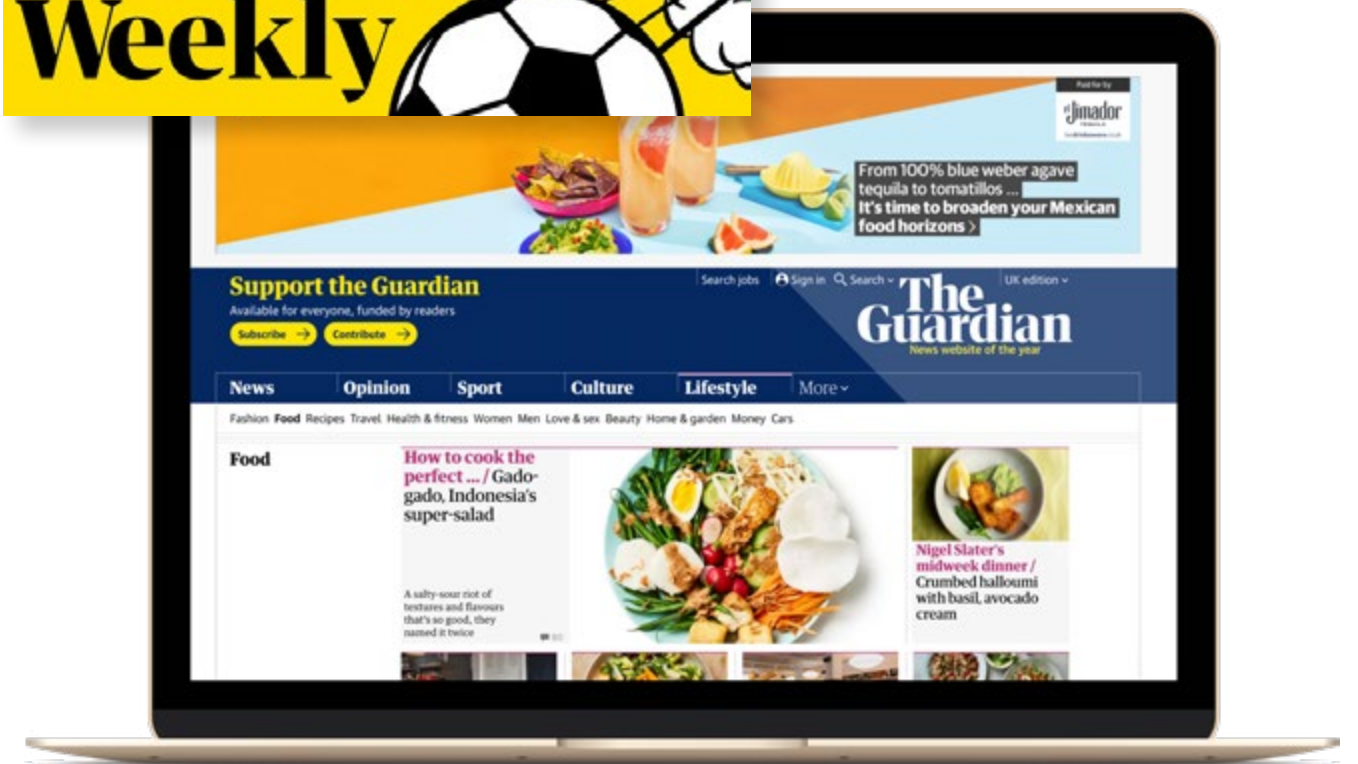 Weekly
Paid for by
el Jimador
TEQUILA
From 100% blue weber agave
tequila to tomatillos ...
It's time to broaden your Mexican
food horizons >
Support the Guardian
Available for everyone, funded by readers
Subscribe →
Contribute →
Search jobs
Sign in
Search
UK edition
The
Guardian
News website of the year
News
Opinion
Sport
Culture
Lifestyle
More
Fashion Food Recipes Travel Health & fitness Women Men Love & sex Beauty Home & garden Money Cars
Food
How to cook the
perfect ... / Gado-
gado, Indonesia's
super-salad
A salty-sour riot of
textures and flavours
that's so good, they
named it twice
Nigel Slater's
midweek dinner /
Crumbed halloumi
with basil, avocado
cream